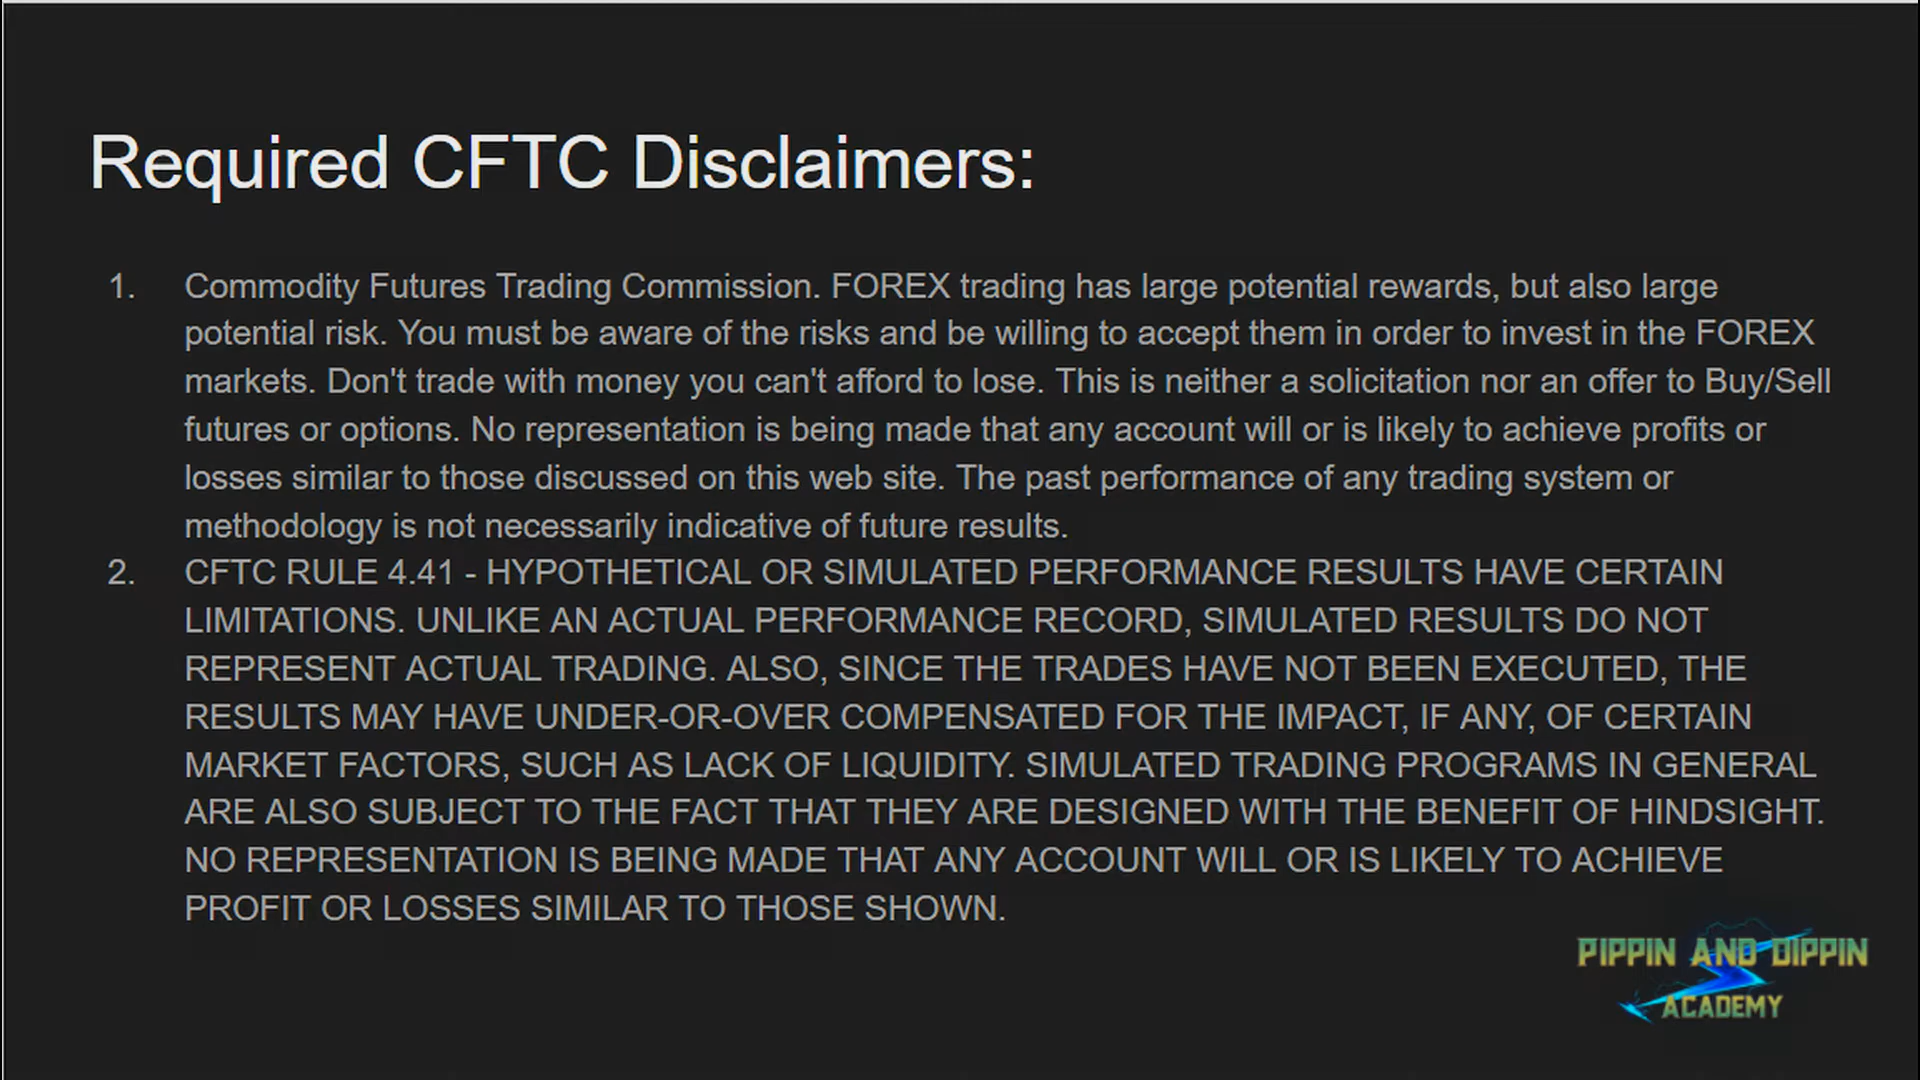 Required CFTC Disclaimers:
1. Commodity Futures Trading Commission. FOREX trading has large potential rewards, but also large
potential risk. You must be aware of the risks and be willing to accept them in order to invest in the FOREX
markets. Don't trade with money you can't afford to lose. This is neither a solicitation nor an offer to Buy/Sell
futures or options. No representation is being made that any account will or is likely to achieve profits or
losses similar to those discussed on this web site. The past performance of any trading system or
methodology is not necessarily indicative of future results.
2. CFTC RULE 4.41 - HYPOTHETICAL OR SIMULATED PERFORMANCE RESULTS HAVE CERTAIN
LIMITATIONS. UNLIKE AN ACTUAL PERFORMANCE RECORD, SIMULATED RESULTS DO NOT
REPRESENT ACTUAL TRADING. ALSO, SINCE THE TRADES HAVE NOT BEEN EXECUTED, THE
RESULTS MAY HAVE UNDER-OR-OVER COMPENSATED FOR THE IMPACT, IF ANY, OF CERTAIN
MARKET FACTORS, SUCH AS LACK OF LIQUIDITY. SIMULATED TRADING PROGRAMS IN GENERAL
ARE ALSO SUBJECT TO THE FACT THAT THEY ARE DESIGNED WITH THE BENEFIT OF HINDSIGHT.
NO REPRESENTATION IS BEING MADE THAT ANY ACCOUNT WILL OR IS LIKELY TO ACHIEVE
PROFIT OR LOSSES SIMILAR TO THOSE SHOWN.
PIPPIN AND DIPPIN
ACADEMY